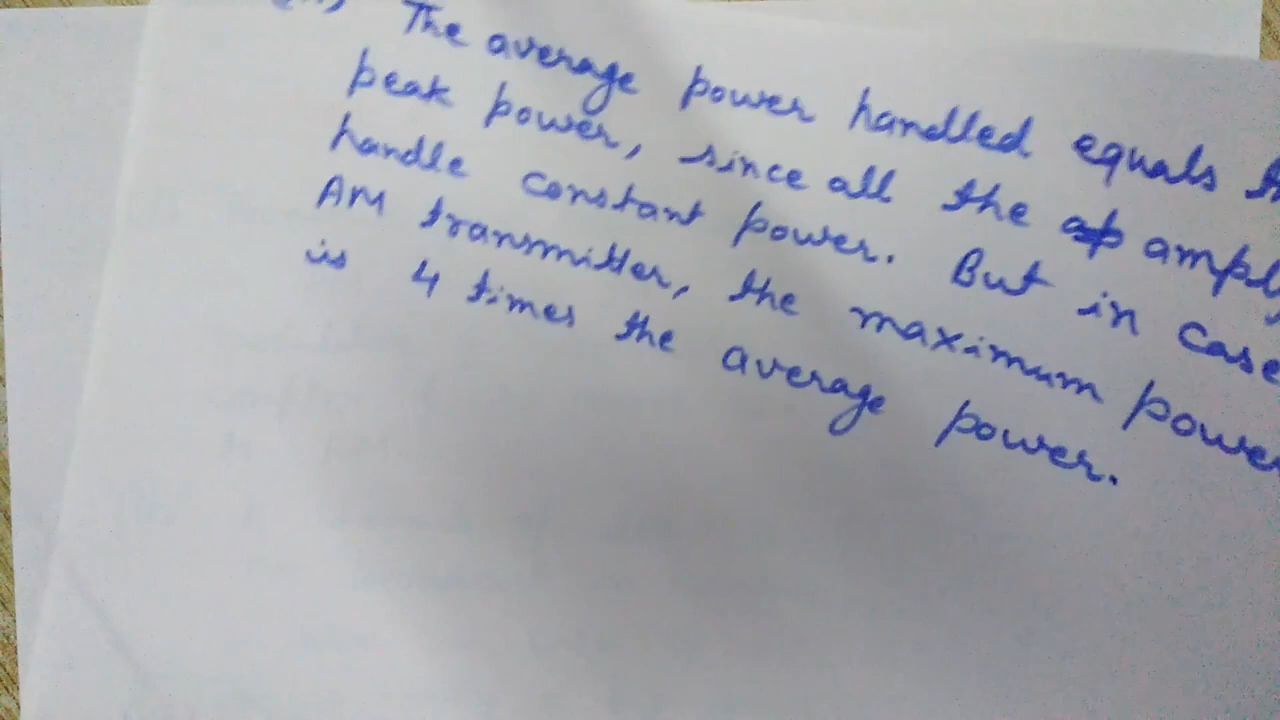 The average power handled equals
peak power, since all the ampl
handle constant power. But in case
AM transmitter, the maximum power
is 4 times the average power.